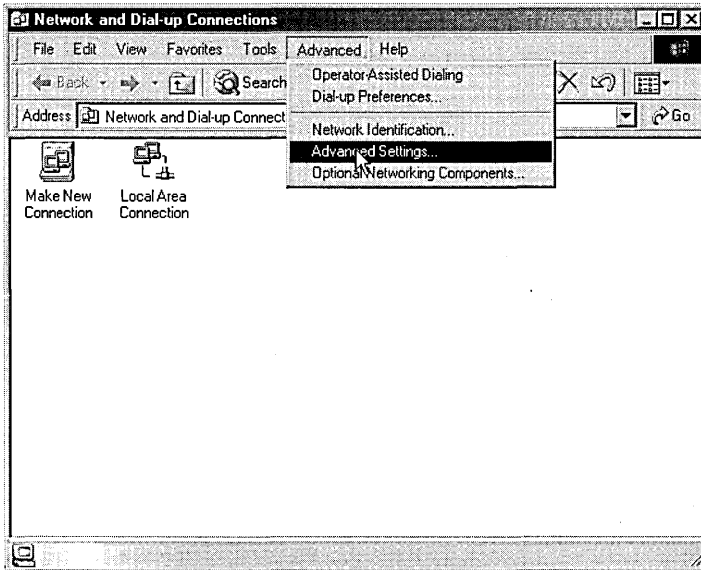 Network and Dial-up Connections
File Edit View Favorites Tools Advanced Help
Back Search
Address Network and Dial-up Connect Go
Operator-Assisted Dialing
Dial-up Preferences...
Network Identification...
Advanced Settings...
Optional Networking Components...
Make New Connection
Local Area Connection